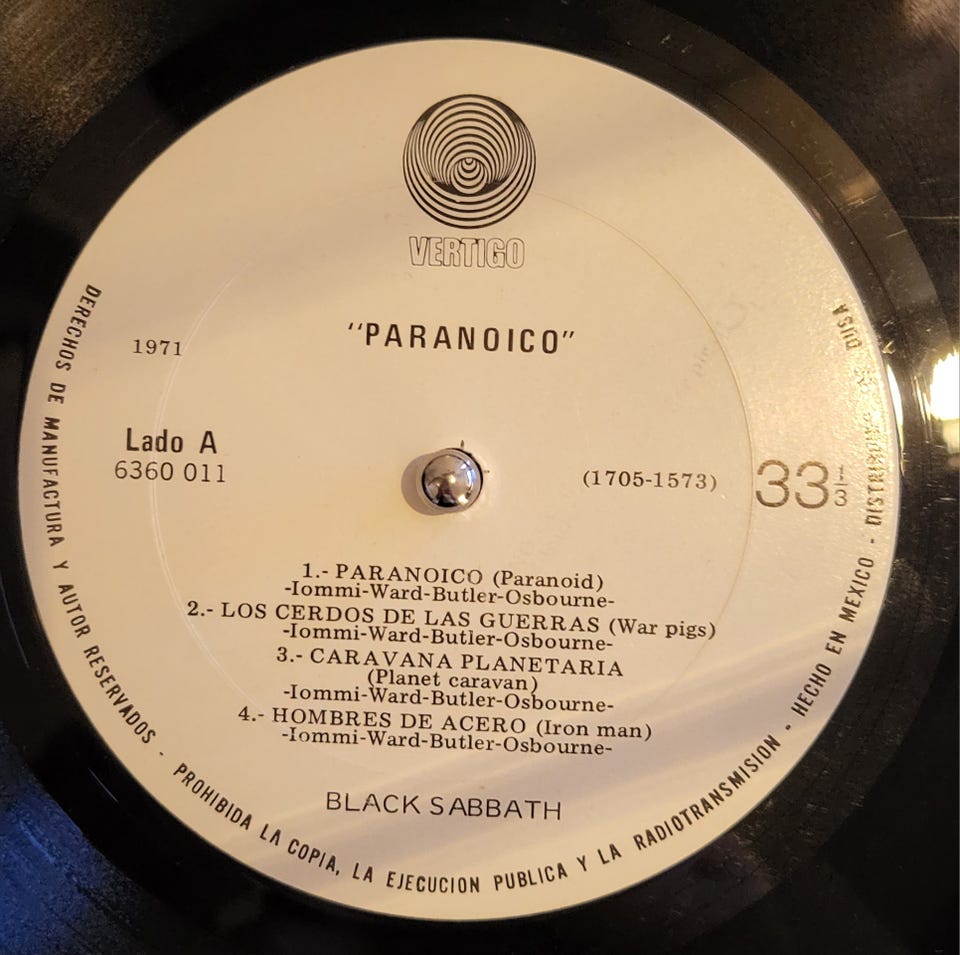 VERTIGO
"PARANOICO"
1971
Lado A
6360 011
(1705-1573)
33 1/3
1.- PARANOICO (Paranoid)
-Iommi-Ward-Butler-Osbourne-
2.- LOS CERDOS DE LAS GUERRAS (War pigs)
-Iommi-Ward-Butler-Osbourne-
3.- CARAVANA PLANETARIA
(Planet caravan)
-Iommi-Ward-Butler-Osbourne-
4.- HOMBRES DE ACERO (Iron man)
-Iommi-Ward-Butler-Osbourne-
BLACK SABBATH
DERECHOS DE MANUFACTURA Y AUTOR RESERVADOS - PROHIBIDA LA COPIA, LA EJECUCION PUBLICA Y LA RADIOTRANSMISION - HECHO EN MEXICO -